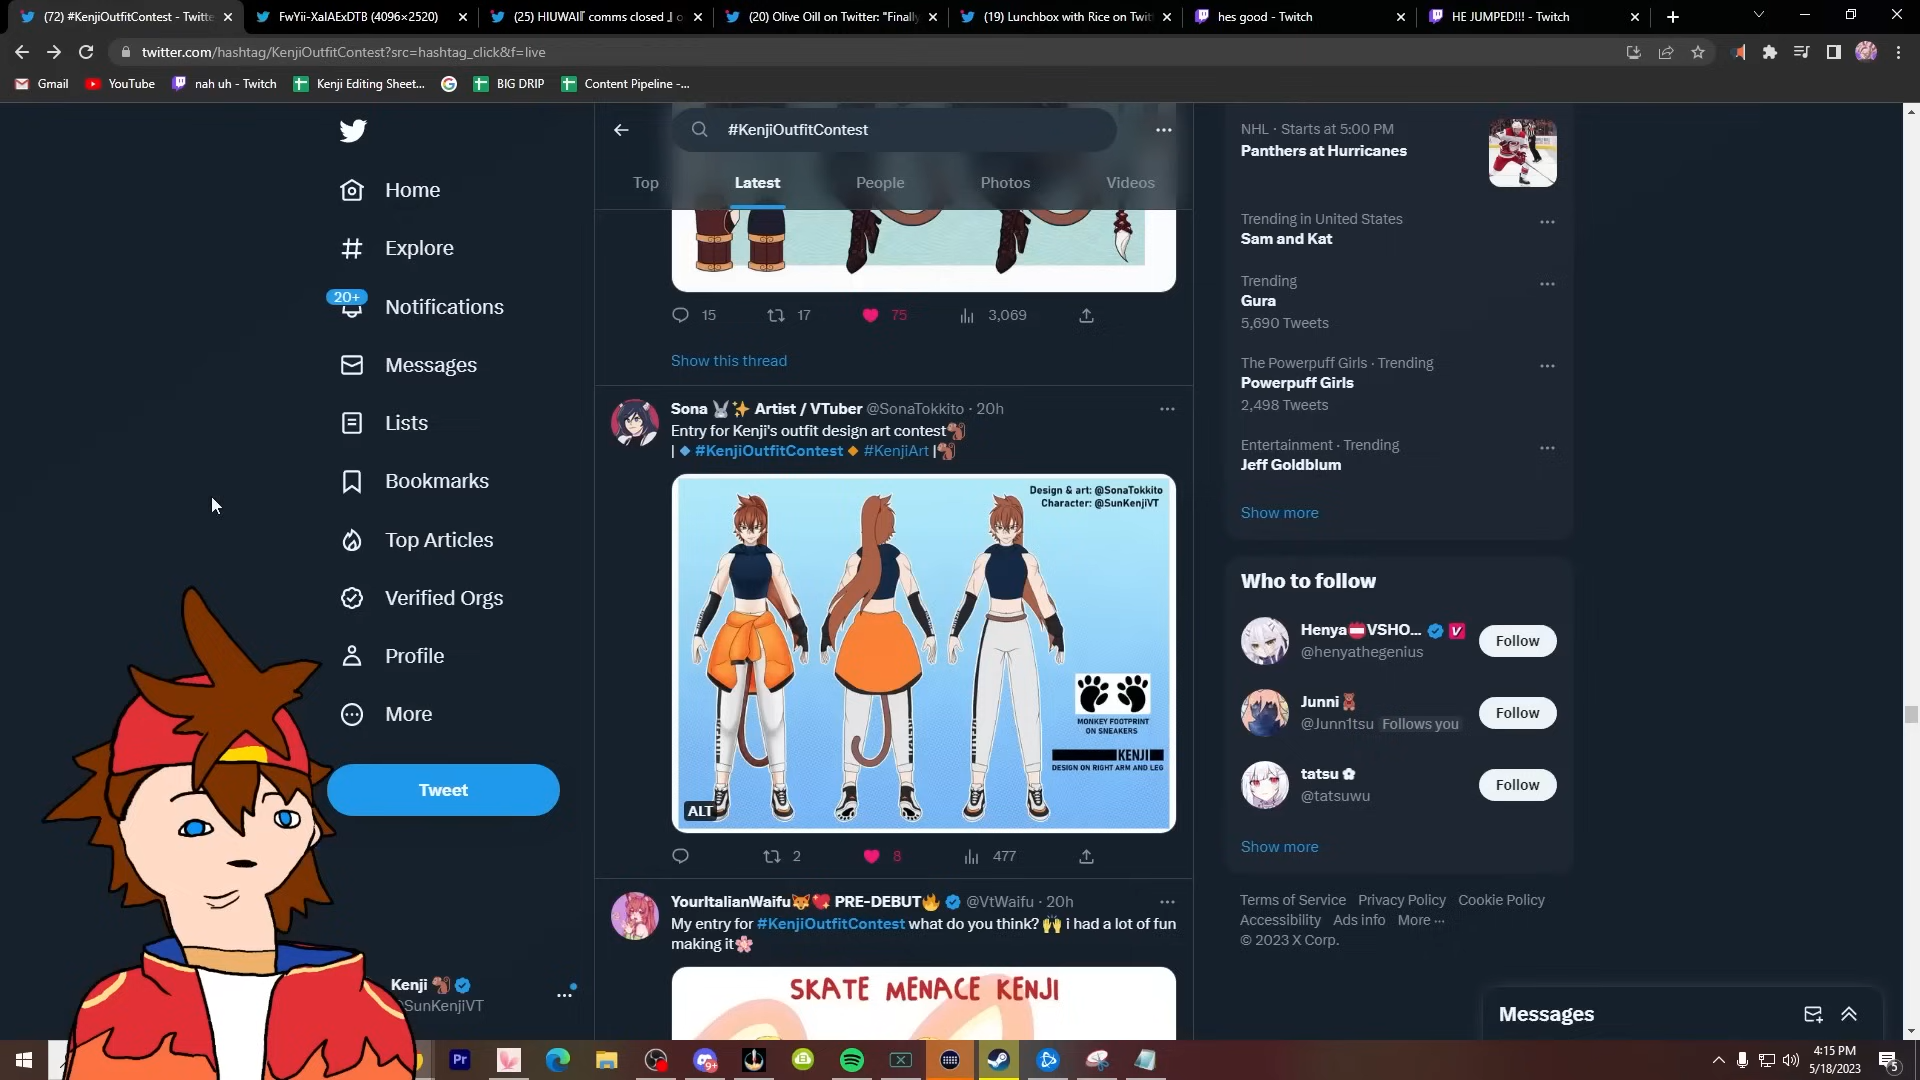 (72) #KenjiOutfitContest - Twitte
FwYii-XaIAExDTB (4096×2520)
(25) HIUWAI『 comms closed 』 o
(20) Olive Oill on Twitter: "Finally
(19) Lunchbox with Rice on Twit
hes good - Twitch
HE JUMPED!!! - Twitch
twitter.com/hashtag/KenjiOutfitContest?src=hashtag_click&f=live
Gmail
YouTube
nah uh - Twitch
Kenji Editing Sheet...
BIG DRIP
Content Pipeline -...
Home
Explore
20+
Notifications
Messages
Lists
Bookmarks
Top Articles
Verified Orgs
Profile
More
Tweet
Kenji
@SunKenjiVT
#KenjiOutfitContest
Top
Latest
People
Photos
Videos
15
17
75
3,069
Show this thread
Sona Artist / VTuber @SonaTokkito · 20h
Entry for Kenji's outfit design art contest
| #KenjiOutfitContest #KenjiArt |
Design & art: @SonaTokkito
Character: @SunKenjiVT
MONKEY FOOTPRINT
ON SNEAKERS
KENJI
DESIGN ON RIGHT ARM AND LEG
ALT
2
8
477
YourItalianWaifu PRE-DEBUT @VtWaifu · 20h
My entry for #KenjiOutfitContest what do you think? i had a lot of fun
making it
SKATE MENACE KENJI
NHL · Starts at 5:00 PM
Panthers at Hurricanes
Trending in United States
Sam and Kat
Trending
Gura
5,690 Tweets
The Powerpuff Girls · Trending
Powerpuff Girls
2,498 Tweets
Entertainment · Trending
Jeff Goldblum
Show more
Who to follow
Henya VSHO...
@henyathegenius
Follow
Junni
@Junn1tsu Follows you
Follow
tatsu
@tatsuwu
Follow
Show more
Terms of Service Privacy Policy Cookie Policy
Accessibility Ads info More ···
© 2023 X Corp.
Messages
Pr
9+
4:15 PM
5/18/2023
5